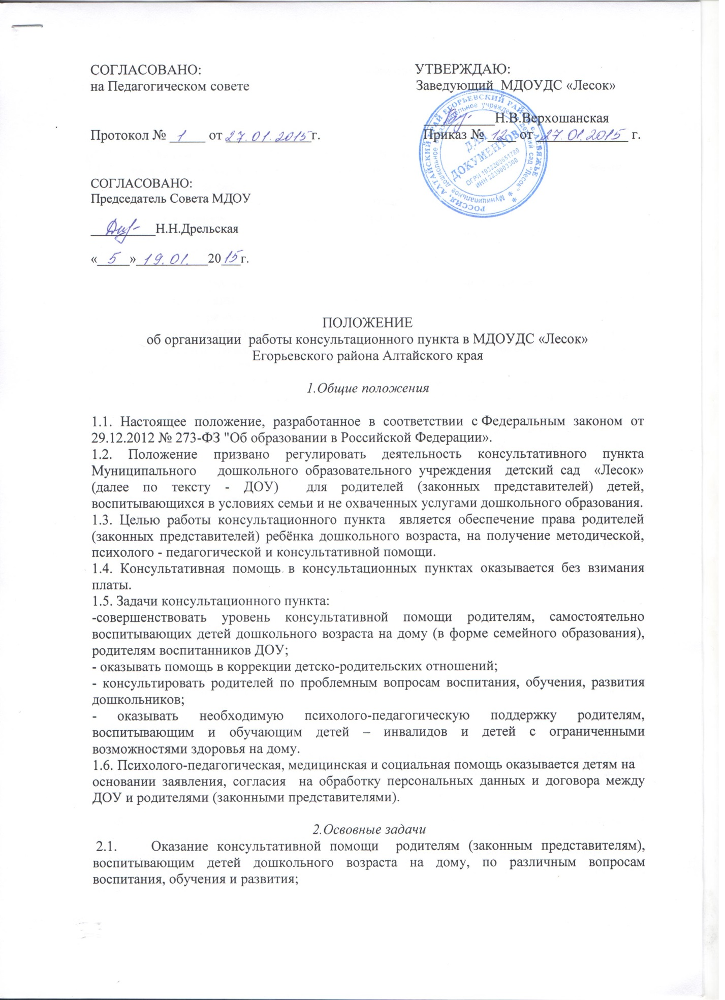 СОГЛАСОВАНО:
на Педагогическом совете
Протокол № 1 от 27.01.2015г.
УТВЕРЖДАЮ:
Заведующий МДОУДС «Лесок»
Н.В.Верхошанская
Приказ № 12 от 27.01.2015 г.
РОССИЯ, АЛТАЙСКИЙ КРАЙ ЕГОРЬЕВСКИЙ РАЙОН с.ЛЕБЯЖЬЕ
Муниципальное дошкольное образовательное учреждение детский сад "Лесок"
ДЛЯ
ДОКУМЕНТОВ
ОГРН 1032200651780
ИНН 2239003300
СОГЛАСОВАНО:
Председатель Совета МДОУ
Н.Н.Дрельская
«5» 19.01. 2015г.
ПОЛОЖЕНИЕ
об организации работы консультационного пункта в МДОУДС «Лесок»
Егорьевского района Алтайского края
1.Общие положения
1.1. Настоящее положение, разработанное в соответствии с Федеральным законом от
29.12.2012 № 273-ФЗ "Об образовании в Российской Федерации».
1.2. Положение призвано регулировать деятельность консультативного пункта
Муниципального дошкольного образовательного учреждения детский сад «Лесок»
(далее по тексту - ДОУ) для родителей (законных представителей) детей,
воспитывающихся в условиях семьи и не охваченных услугами дошкольного образования.
1.3. Целью работы консультационного пункта является обеспечение права родителей
(законных представителей) ребёнка дошкольного возраста, на получение методической,
психолого - педагогической и консультативной помощи.
1.4. Консультативная помощь в консультационных пунктах оказывается без взимания
платы.
1.5. Задачи консультационного пункта:
-совершенствовать уровень консультативной помощи родителям, самостоятельно
воспитывающих детей дошкольного возраста на дому (в форме семейного образования),
родителям воспитанников ДОУ;
- оказывать помощь в коррекции детско-родительских отношений;
- консультировать родителей по проблемным вопросам воспитания, обучения, развития
дошкольников;
- оказывать необходимую психолого-педагогическую поддержку родителям,
воспитывающим и обучающим детей – инвалидов и детей с ограниченными
возможностями здоровья на дому.
1.6. Психолого-педагогическая, медицинская и социальная помощь оказывается детям на
основании заявления, согласия на обработку персональных данных и договора между
ДОУ и родителями (законными представителями).
2.Освовные задачи
2.1. Оказание консультативной помощи родителям (законным представителям),
воспитывающим детей дошкольного возраста на дому, по различным вопросам
воспитания, обучения и развития;